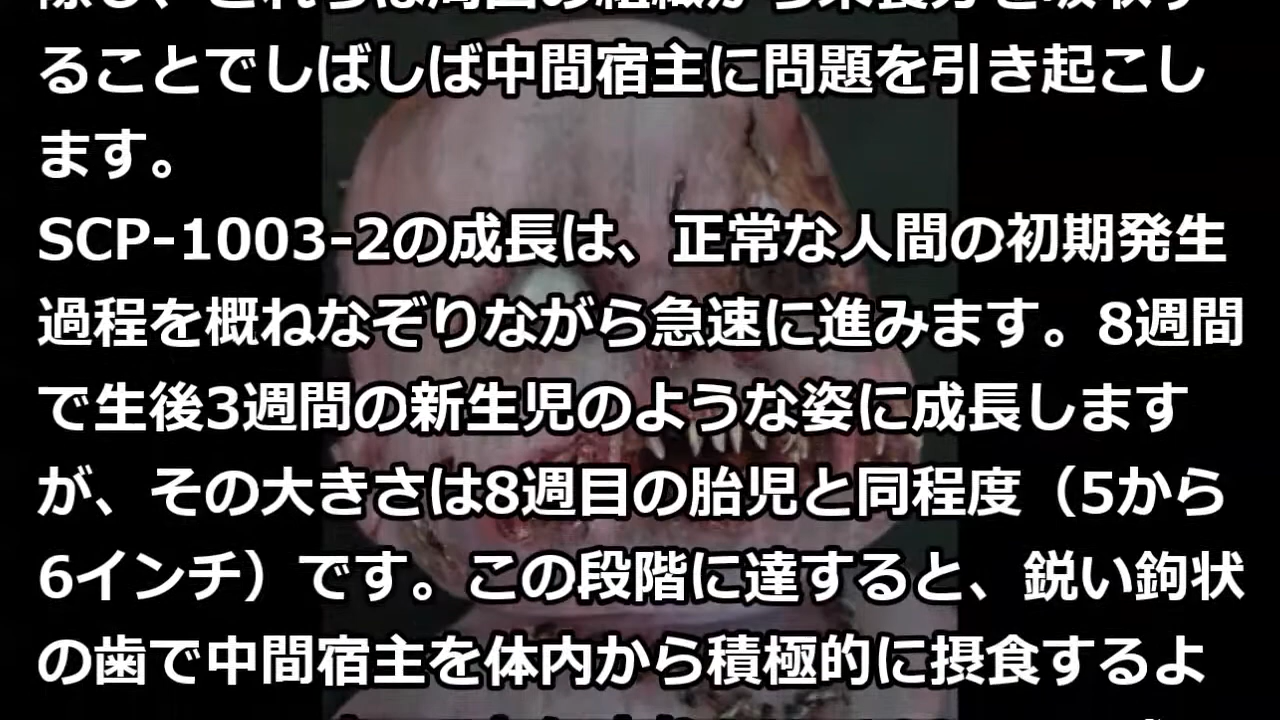 ることでしばしば中間宿主に問題を引き起こし
ます。
SCP-1003-2の成長は、正常な人間の初期発生
過程を概ねなぞりながら急速に進みます。8週間
で生後3週間の新生児のような姿に成長します
が、その大きさは8週目の胎児と同程度（5から
6インチ）です。この段階に達すると、鋭い鉤状
の歯で中間宿主を体内から積極的に摂食するよ